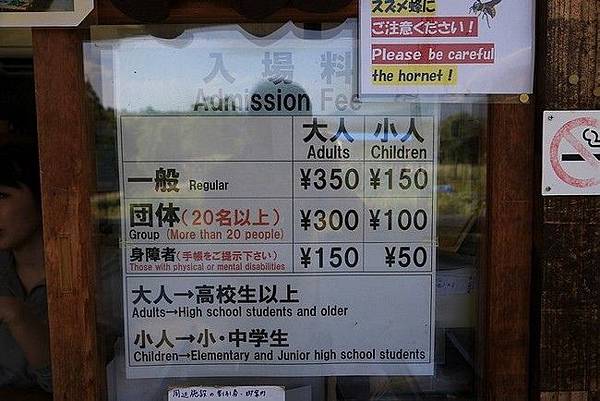 スズメ蜂に
ご注意ください！
Please be careful
the hornet！
入場料
Admission Fee
大人 小人
Adults Children
一般 Regular ¥350 ¥150
団体（20名以上） ¥300 ¥100
Group (More than 20 people)
身障者（手帳をご提示下さい） ¥150 ¥50
Those with physical or mental disabilities
大人→高校生以上
Adults→High school students and older
小人→小・中学生
Children→Elementary and Junior high school students